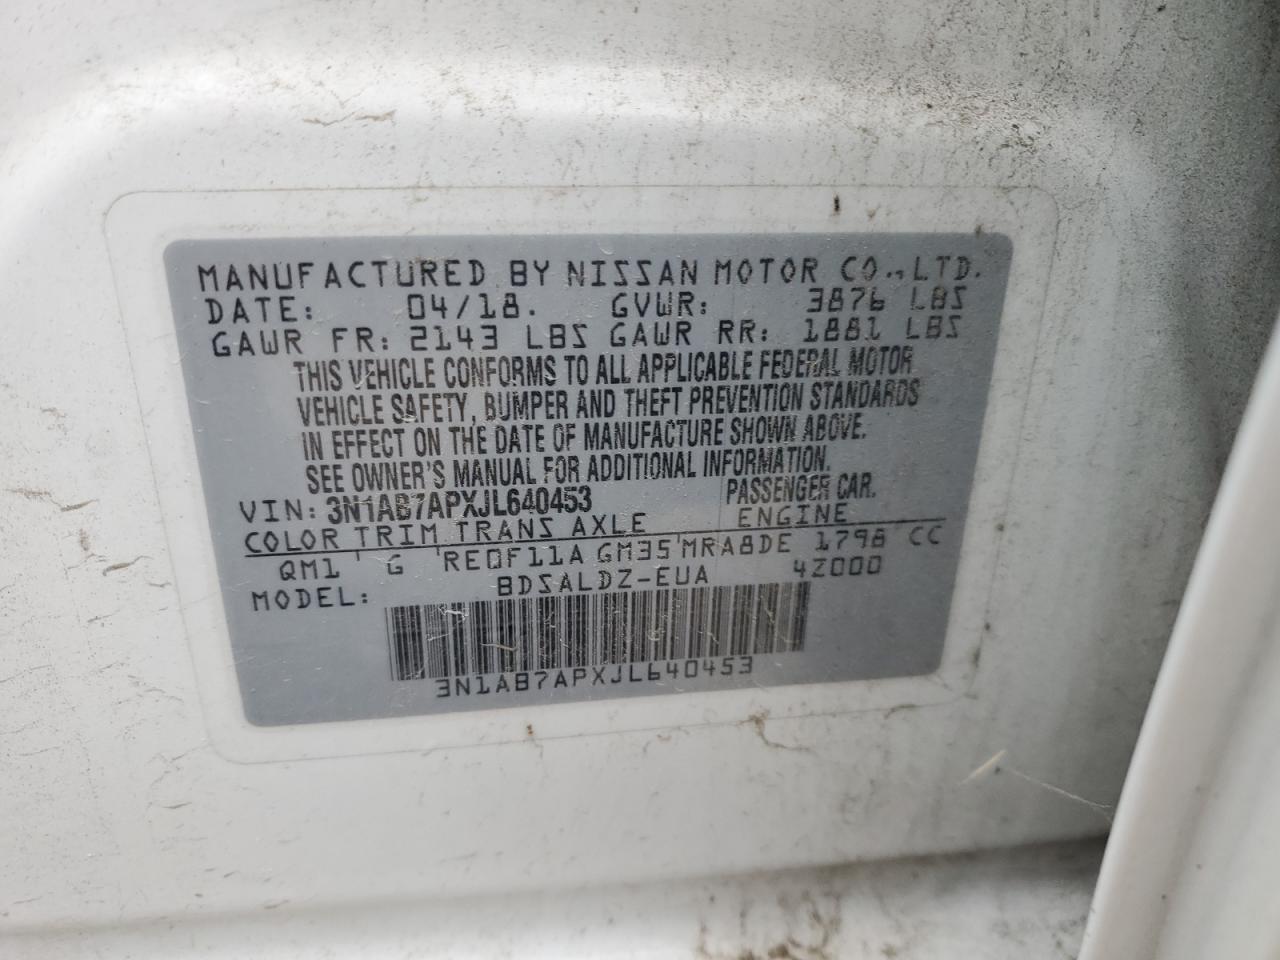 MANUFACTURED BY NISSAN MOTOR CO.,LTD.
DATE: 04/18. GVWR: 3876 LBS
GAWR FR: 2143 LBS GAWR RR: 1881 LBS
THIS VEHICLE CONFORMS TO ALL APPLICABLE FEDERAL MOTOR
VEHICLE SAFETY, BUMPER AND THEFT PREVENTION STANDARDS
IN EFFECT ON THE DATE OF MANUFACTURE SHOWN ABOVE.
SEE OWNER'S MANUAL FOR ADDITIONAL INFORMATION.
VIN: 3N1AB7APXJL640453 PASSENGER CAR.
COLOR TRIM TRANS AXLE ENGINE
QM1 G RE0F11A GM35 MRA8DE 1798 CC
MODEL: BDSALDZ-EUA 4Z000
3N1AB7APXJL640453